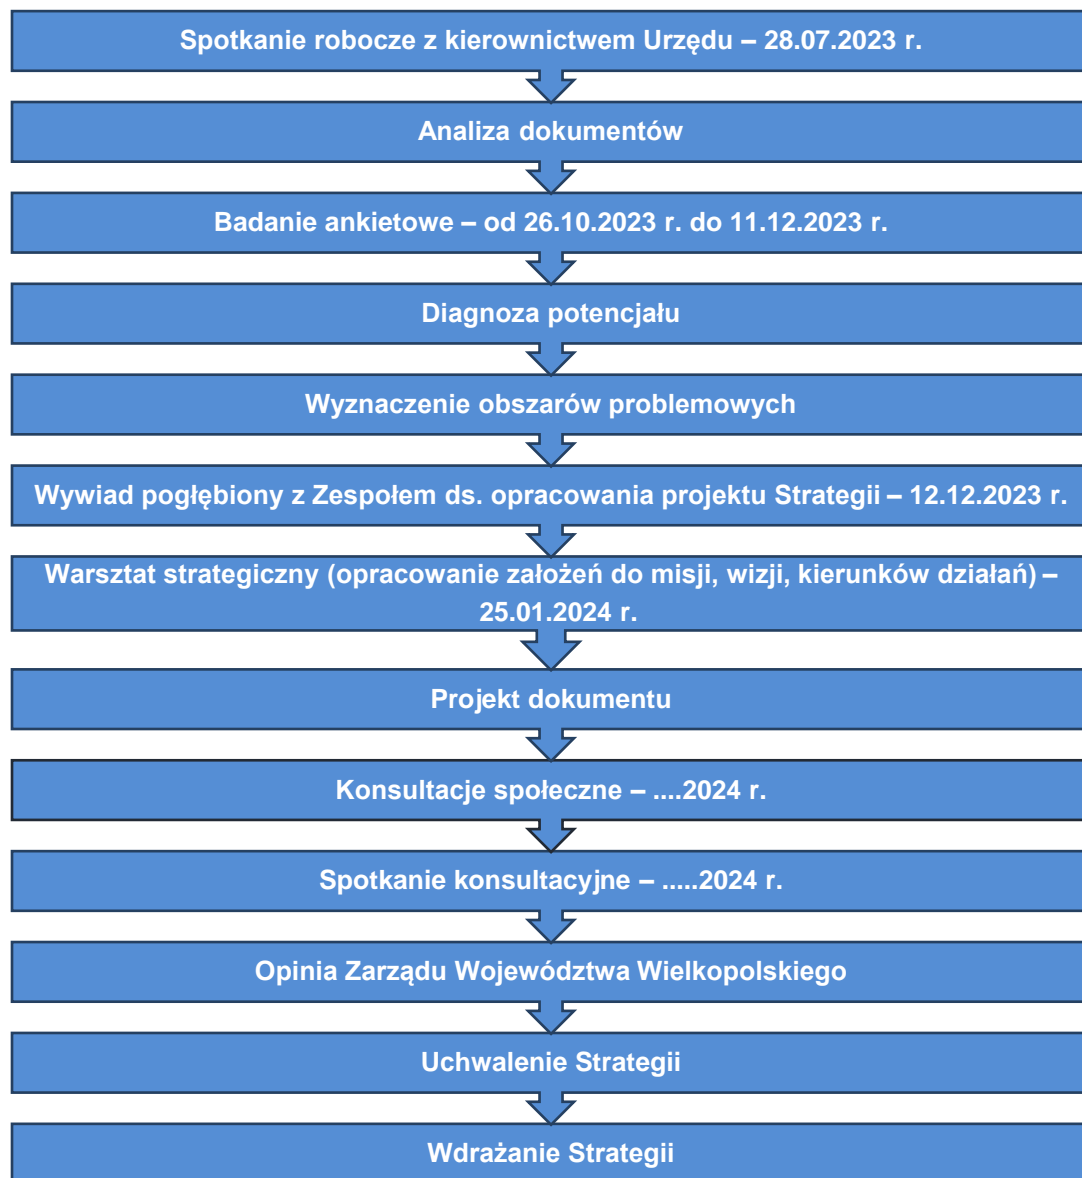 Spotkanie robocze z kierownictwem Urzędu – 28.07.2023 r.
Analiza dokumentów
Badanie ankietowe – od 26.10.2023 r. do 11.12.2023 r.
Diagnoza potencjału
Wyznaczenie obszarów problemowych
Wywiad pogłębiony z Zespołem ds. opracowania projektu Strategii – 12.12.2023 r.
Warsztat strategiczny (opracowanie założeń do misji, wizji, kierunków działań) –
25.01.2024 r.
Projekt dokumentu
Konsultacje społeczne – ....2024 r.
Spotkanie konsultacyjne – .....2024 r.
Opinia Zarządu Województwa Wielkopolskiego
Uchwalenie Strategii
Wdrażanie Strategii